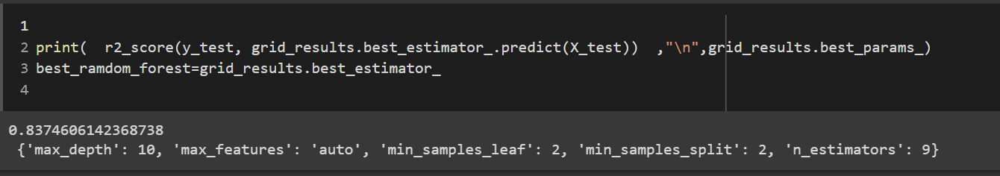 1
2 print(  r2_score(y_test, grid_results.best_estimator_.predict(X_test))  ,"\n",grid_results.best_params_)
3 best_ramdom_forest=grid_results.best_estimator_
4
0.8374606142368738
 {'max_depth': 10, 'max_features': 'auto', 'min_samples_leaf': 2, 'min_samples_split': 2, 'n_estimators': 9}